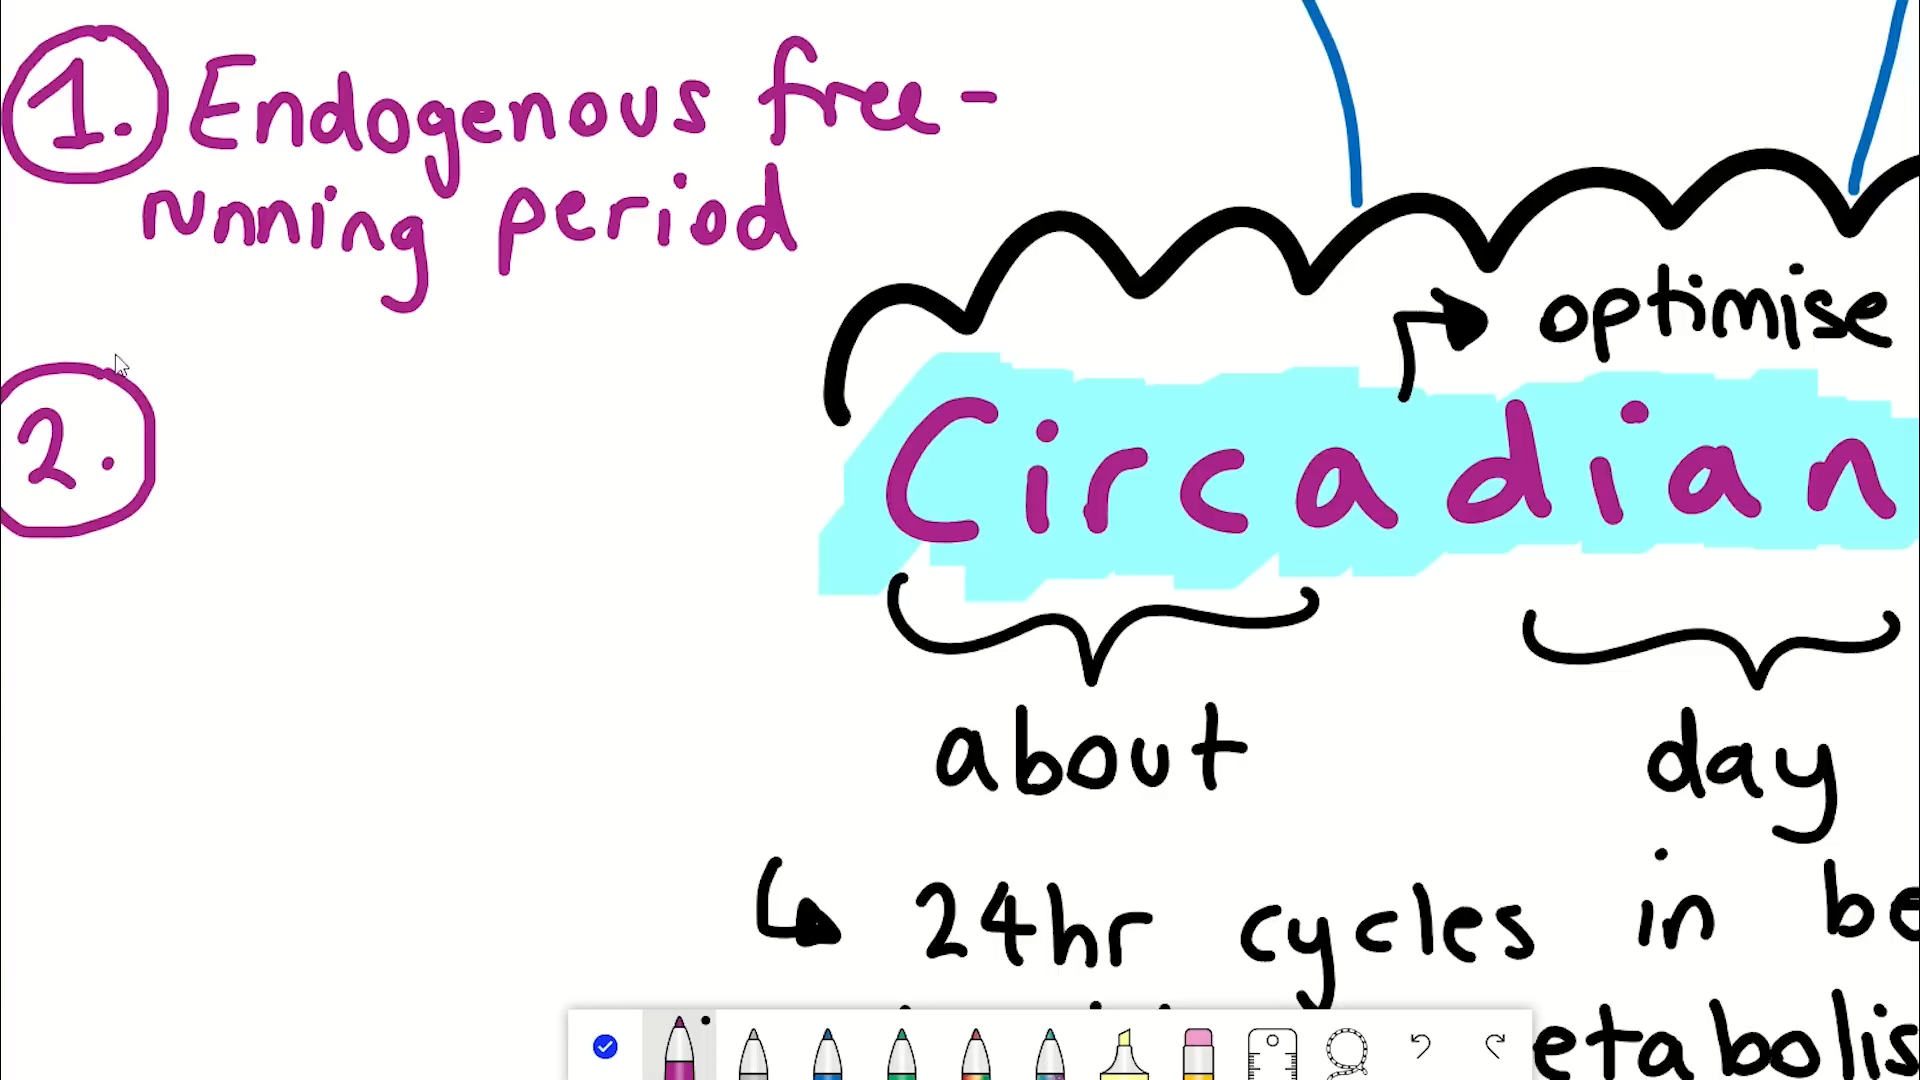 1. Endogenous free-
running period
optimise
2.
Circadian
about day
24hr cycles in be
etabolis